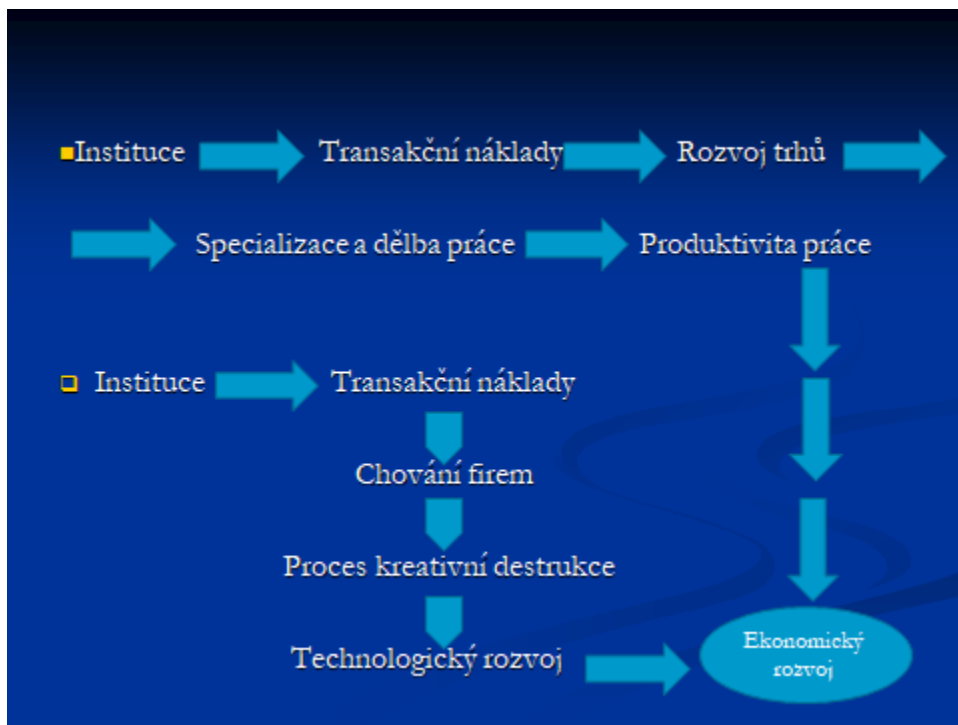 Instituce Transakční náklady Rozvoj trhů
Specializace a dělba práce Produktivita práce
Instituce Transakční náklady
Chování firem
Proces kreativní destrukce
Technologický rozvoj
Ekonomický
rozvoj